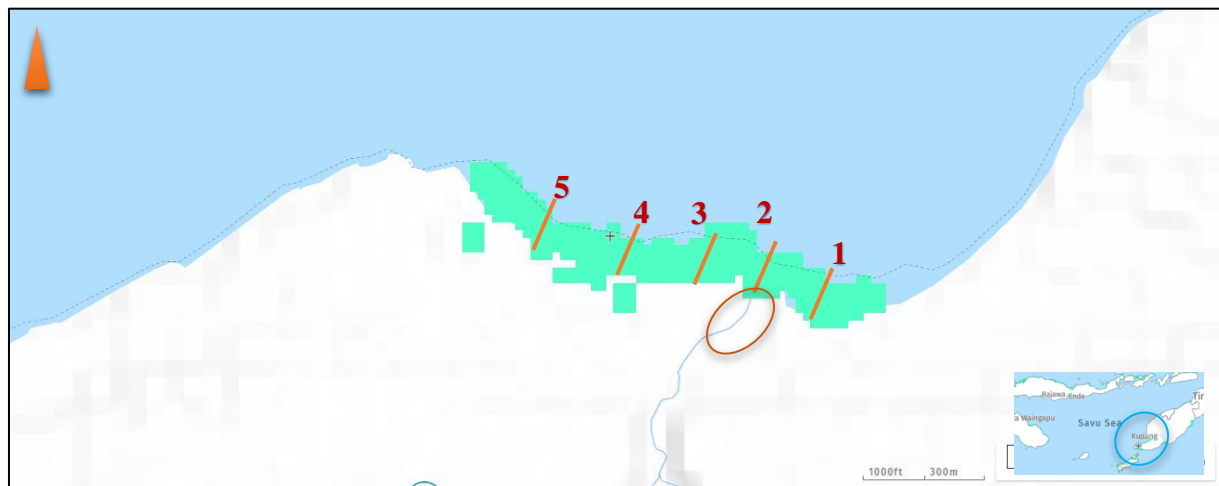 5
4
3
2
1
Bajawa Ende
a Waingapu
Savu Sea
Kupang
Tir
1000ft 300m